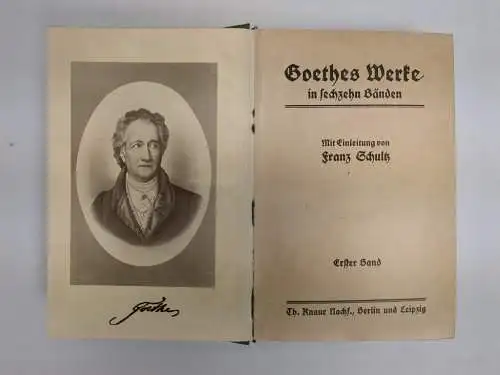 Goethe
Goethes Werke
in sechzehn Bänden
Mit Einleitung von
Franz Schultz
Erster Band
Th. Knaur Nachf., Berlin und Leipzig